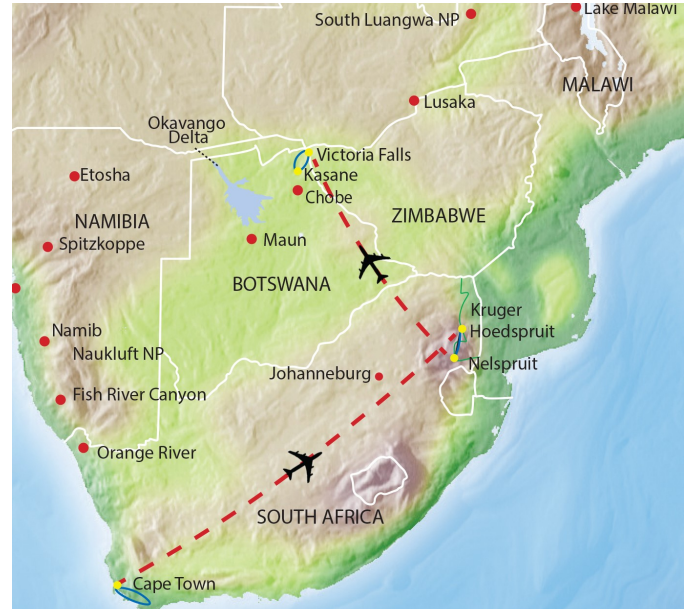 South Luangwa NP
Lake Malawi
MALAWI
Lusaka
Okavango
Delta
Victoria Falls
Etosha
Kasane
Chobe
NAMIBIA
ZIMBABWE
Spitzkoppe
Maun
BOTSWANA
Kruger
Namib
Hoedspruit
Naukluft NP
Nelspruit
Johanneburg
Fish River Canyon
Orange River
SOUTH AFRICA
Cape Town